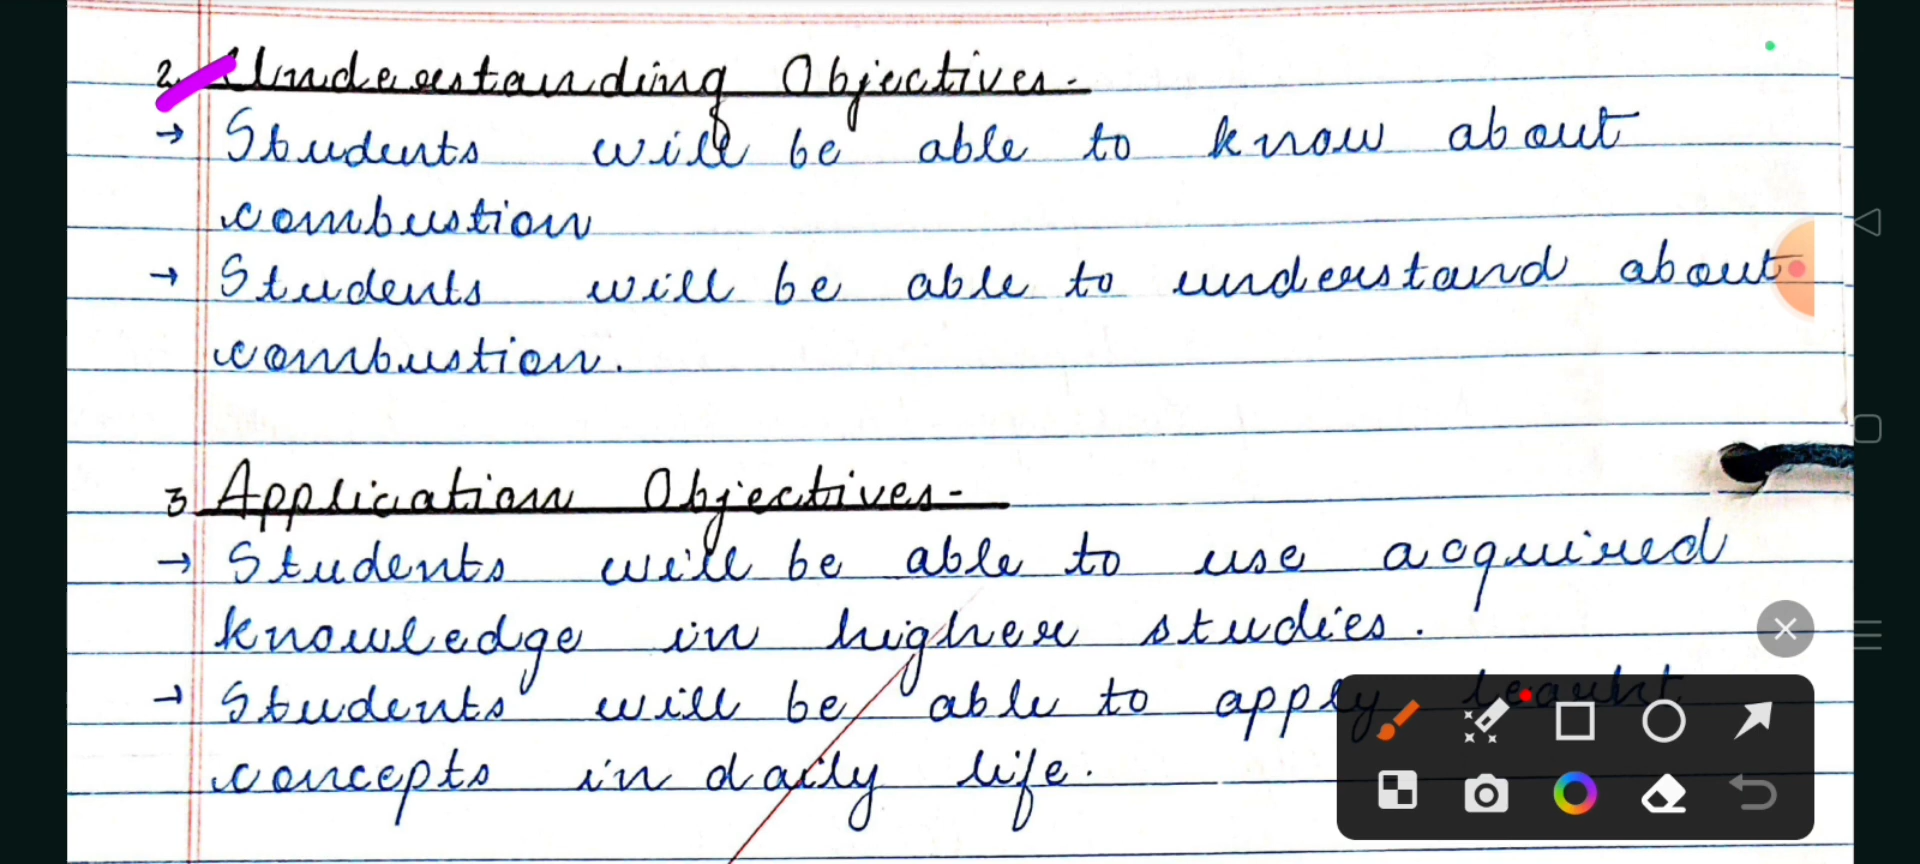 2. Understanding Objectives -
→ Students will be able to know about
combustion
→ Students will be able to understand about
combustion.
3 Application Objectives -
→ Students will be able to use acquired
knowledge in higher studies.
→ Students will be able to apply learnt
concepts in daily life.